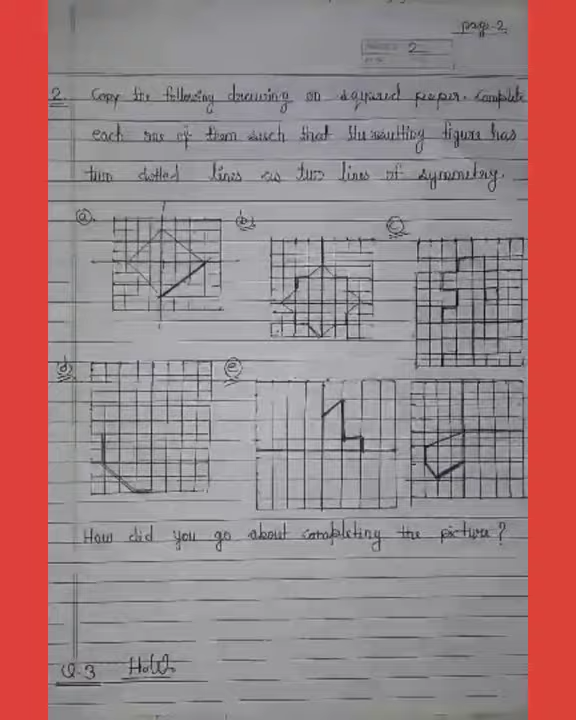 page-2
2
2. Copy the following drawing on squared peeper. Complete
each one of them such that the resulting figure has
two dotted lines as two lines of symmetry.
(a) (b) (c)
(d) (e)
How did you go about completing the picture?
Q.3 H.W.